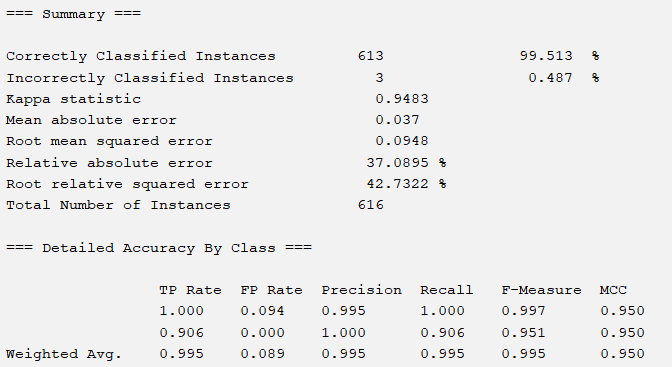 === Summary ===
Correctly Classified Instances 613 99.513 %
Incorrectly Classified Instances 3 0.487 %
Kappa statistic 0.9483
Mean absolute error 0.037
Root mean squared error 0.0948
Relative absolute error 37.0895 %
Root relative squared error 42.7322 %
Total Number of Instances 616
=== Detailed Accuracy By Class ===
TP Rate FP Rate Precision Recall F-Measure MCC
1.000 0.094 0.995 1.000 0.997 0.950
0.906 0.000 1.000 0.906 0.951 0.950
Weighted Avg. 0.995 0.089 0.995 0.995 0.995 0.950